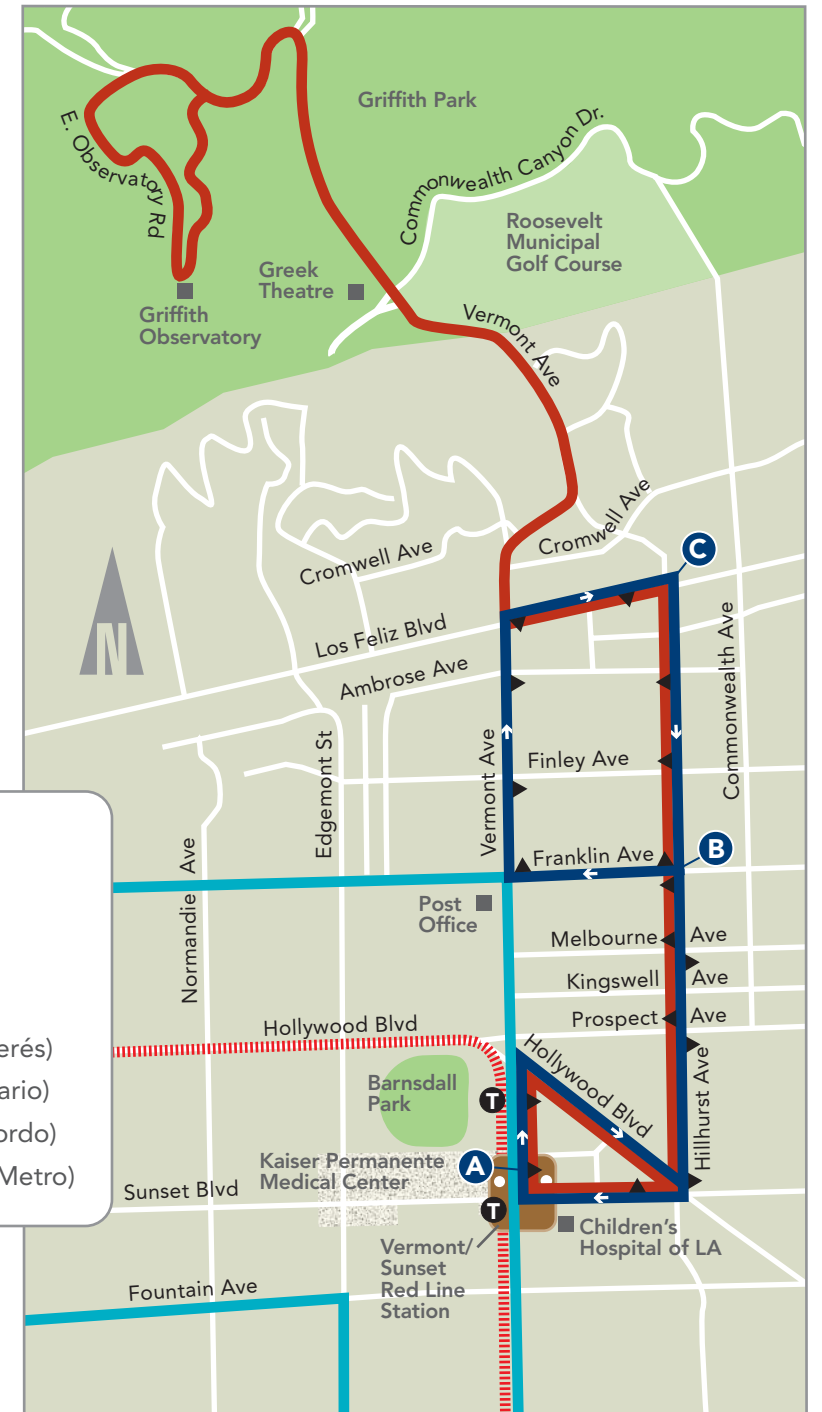 Griffith Park
E. Observatory Rd
Commonwealth Canyon Dr.
Roosevelt
Municipal
Golf Course
Greek
Theatre
Griffith
Observatory
Vermont Ave
Cromwell Ave
Cromwell Ave
C
N
Los Feliz Blvd
Ambrose Ave
Commonwealth Ave
Edgemont St
Vermont Ave
Finley Ave
Franklin Ave
B
Normandie Ave
Post
Office
Melbourne Ave
Kingswell Ave
Prospect Ave
Hollywood Blvd
Hollywood Blvd
Hillhurst Ave
Barnsdall
Park
T
Kaiser Permanente
Medical Center
A
Sunset Blvd
T
Children's
Hospital of LA
Vermont/
Sunset
Red Line
Station
Fountain Ave
erés)
ario)
ordo)
Metro)